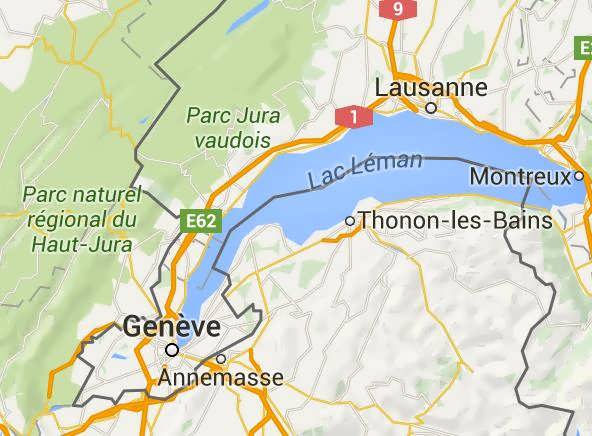 9
E
Lausanne
1
Parc Jura
vaudois
Lac Léman
Montreux
Parc naturel
régional du
Haut-Jura
E62
Thonon-les-Bains
Genève
Annemasse